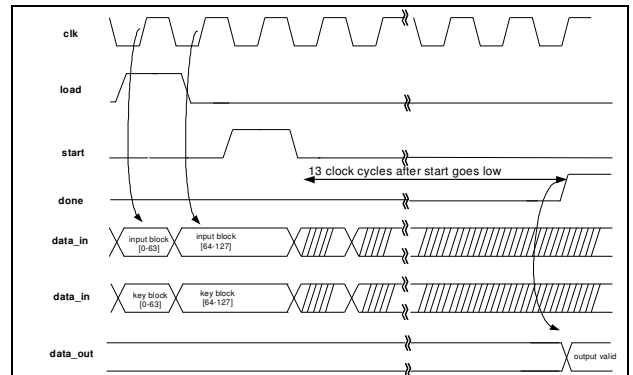 clk
load
start
13 clock cycles after start goes low
done
data_in
input block
[0-63]
input block
[64-127]
data_in
key block
[0-63]
key block
[64-127]
data_out
output valid